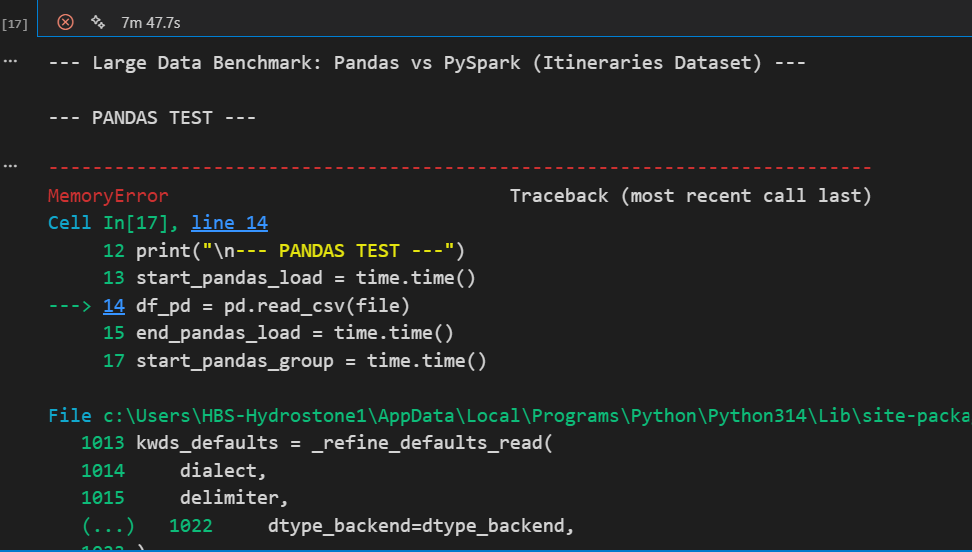 [17]
7m 47.7s
...
--- Large Data Benchmark: Pandas vs PySpark (Itineraries Dataset) ---
--- PANDAS TEST ---
...
---------------------------------------------------------------------------
MemoryError Traceback (most recent call last)
Cell In[17], line 14
12 print("\n--- PANDAS TEST ---")
13 start_pandas_load = time.time()
---> 14 df_pd = pd.read_csv(file)
15 end_pandas_load = time.time()
17 start_pandas_group = time.time()
File c:\Users\HBS-Hydrostone1\AppData\Local\Programs\Python\Python314\Lib\site-packa
1013 kwds_defaults = _refine_defaults_read(
1014 dialect,
1015 delimiter,
(...) 1022 dtype_backend=dtype_backend,
1023 )